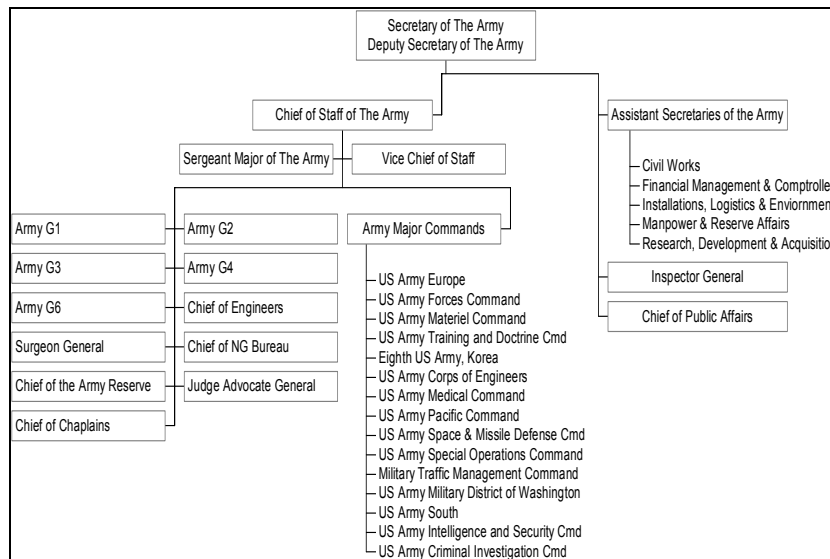 Secretary of The Army
Deputy Secretary of The Army
Chief of Staff of The Army
Assistant Secretaries of the Army
Sergeant Major of The Army
Vice Chief of Staff
Civil Works
Financial Management & Comptrolle
Installations, Logistics & Enviornmen
Manpower & Reserve Affairs
Research, Development & Acquisitio
Army G1
Army G2
Army Major Commands
Army G3
Army G4
Inspector General
Army G6
Chief of Engineers
Chief of Public Affairs
Surgeon General
Chief of NG Bureau
Chief of the Army Reserve
Judge Advocate General
Chief of Chaplains
US Army Europe
US Army Forces Command
US Army Materiel Command
US Army Training and Doctrine Cmd
Eighth US Army, Korea
US Army Corps of Engineers
US Army Medical Command
US Army Pacific Command
US Army Space & Missile Defense Cmd
US Army Special Operations Command
Military Traffic Management Command
US Army Military District of Washington
US Army South
US Army Intelligence and Security Cmd
US Army Criminal Investigation Cmd